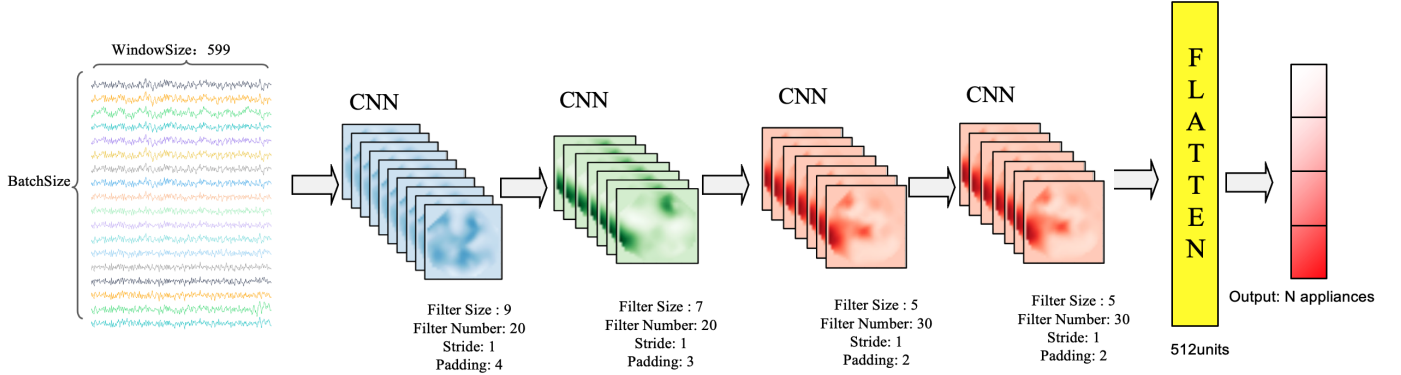 WindowSize：599
BatchSize
CNN
Filter Size : 9
Filter Number: 20
Stride: 1
Padding: 4
CNN
Filter Size : 7
Filter Number: 20
Stride: 1
Padding: 3
CNN
Filter Size : 5
Filter Number: 30
Stride: 1
Padding: 2
CNN
Filter Size : 5
Filter Number: 30
Stride: 1
Padding: 2
F
L
A
T
T
E
N
512units
Output: N appliances